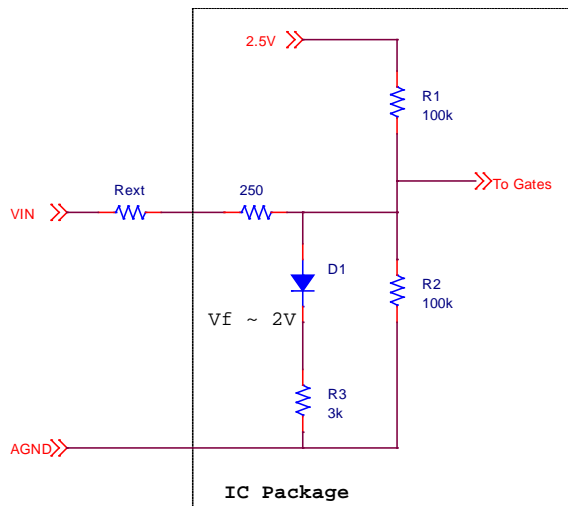 2.5V
R1
100k
To Gates
Rext
250
VIN
D1
R2
100k
Vf ~ 2V
R3
3k
AGND
IC Package